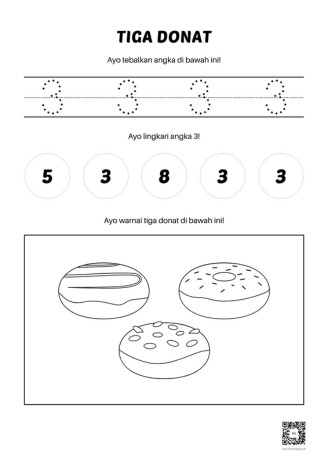 TIGA DONAT
Ayo tebalkan angka di bawah ini!
3 3 3 3
Ayo lingkari angka 3!
5 3 8 3 3
Ayo warnai tiga donat di bawah ini!